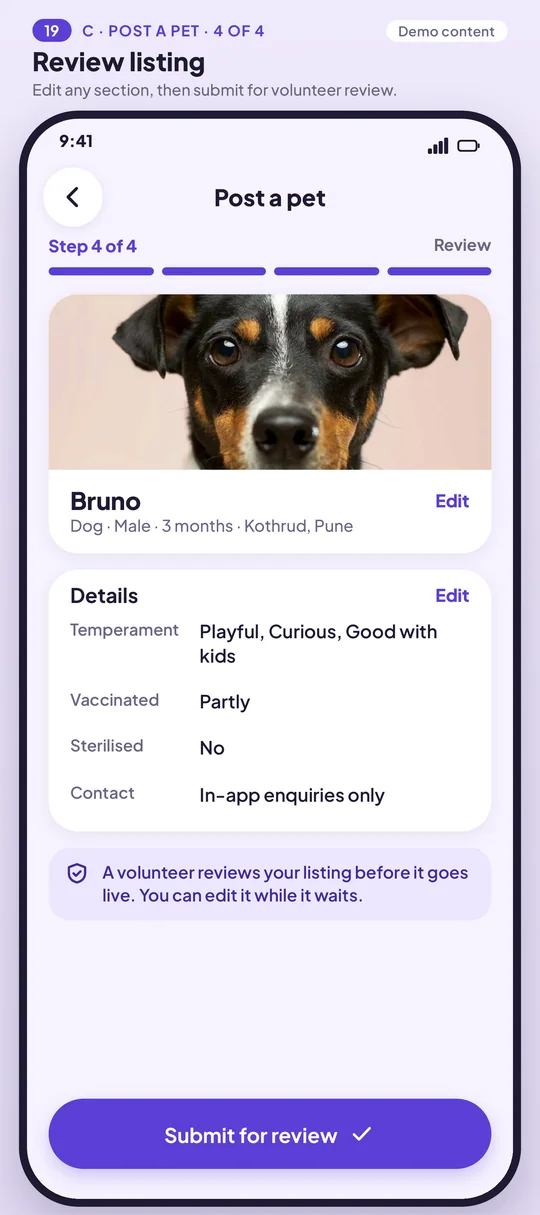 19 C · POST A PET · 4 OF 4
Demo content
Review listing
Edit any section, then submit for volunteer review.
9:41
Post a pet
Step 4 of 4
Review
Bruno
Edit
Dog · Male · 3 months · Kothrud, Pune
Details
Edit
Temperament
Playful, Curious, Good with
kids
Vaccinated
Partly
Sterilised
No
Contact
In-app enquiries only
A volunteer reviews your listing before it goes
live. You can edit it while it waits.
Submit for review